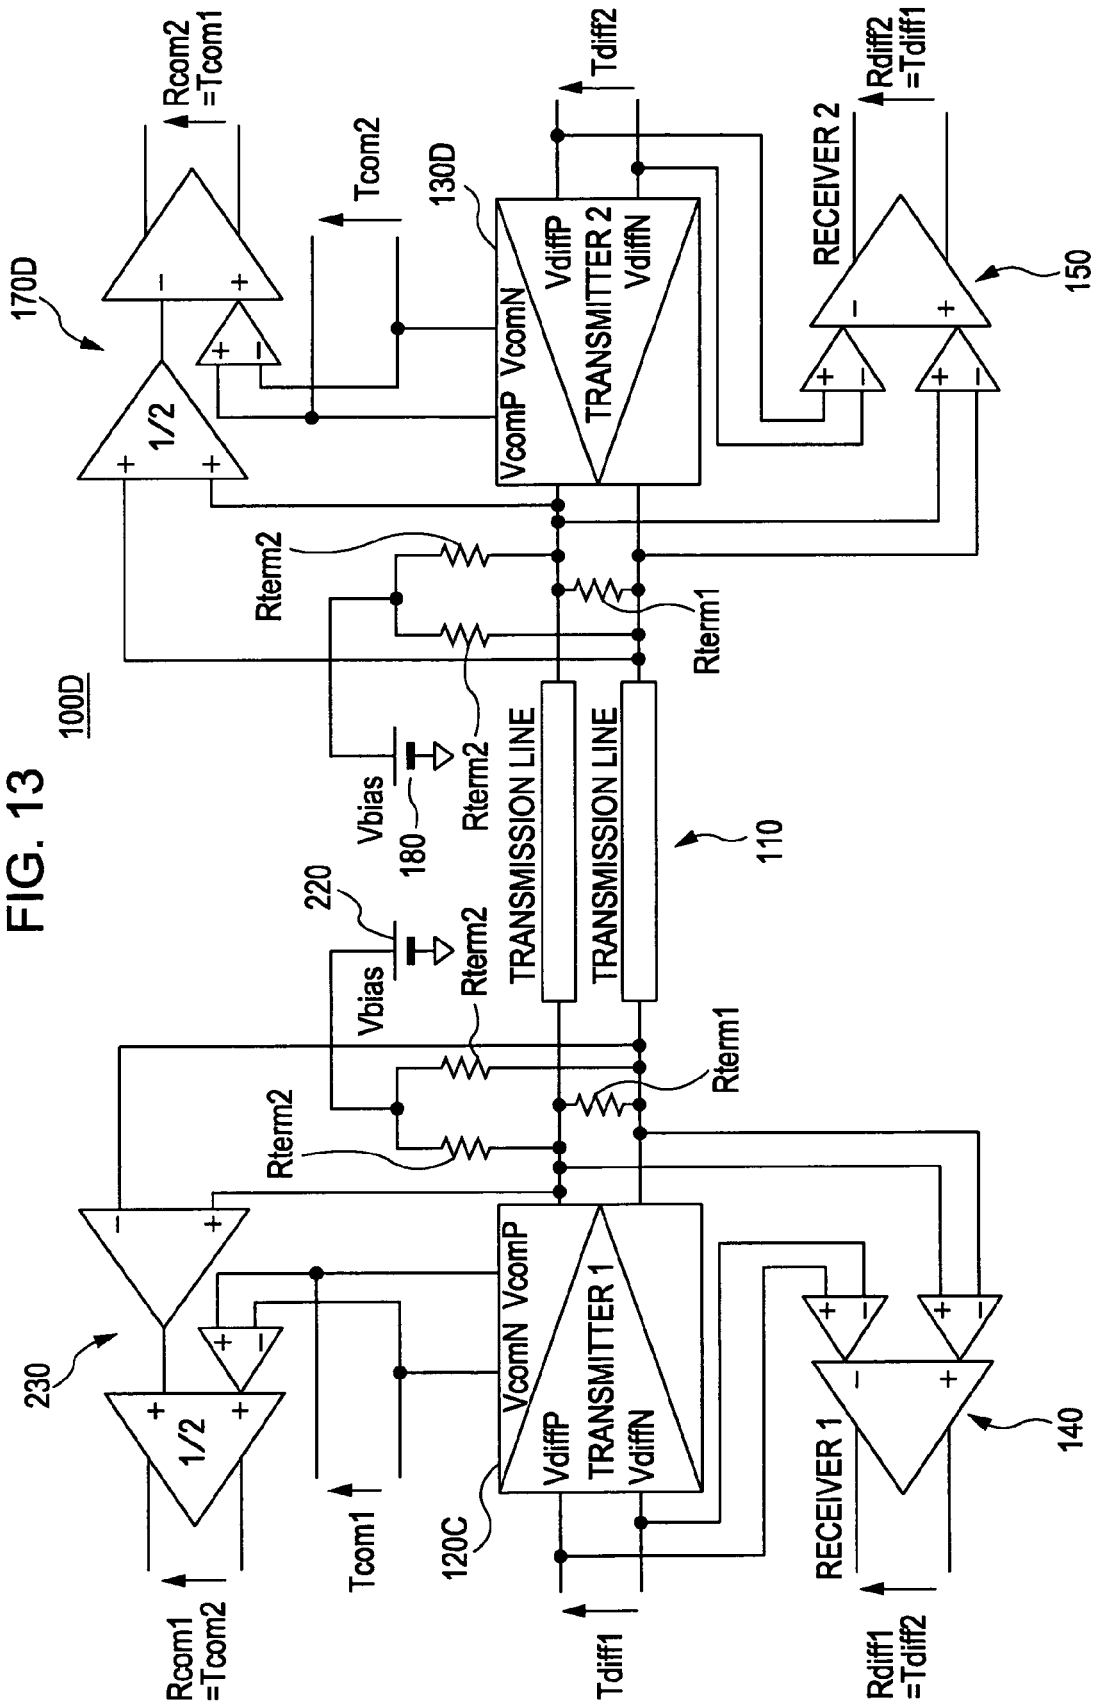 FIG. 13
100D
Rcom1
=Tcom2
230
−
+
+
1/2
+
+
−
Tcom1
VcomN
VcomP
120C
VdiffP
TRANSMITTER 1
VdiffN
Tdiff1
RECEIVER 1
Rdiff1
=Tdiff2
−
+
+
−
+
−
140
Rterm2
Rterm2
Rterm1
Vbias
220
TRANSMISSION LINE
TRANSMISSION LINE
110
Vbias
180
Rterm2
Rterm2
Rterm1
170D
+
+
1/2
−
+
+
−
Rcom2
=Tcom1
Tcom2
VcomP
VcomN
130D
VdiffP
TRANSMITTER 2
VdiffN
Tdiff2
RECEIVER 2
Rdiff2
=Tdiff1
+
−
+
−
−
+
150